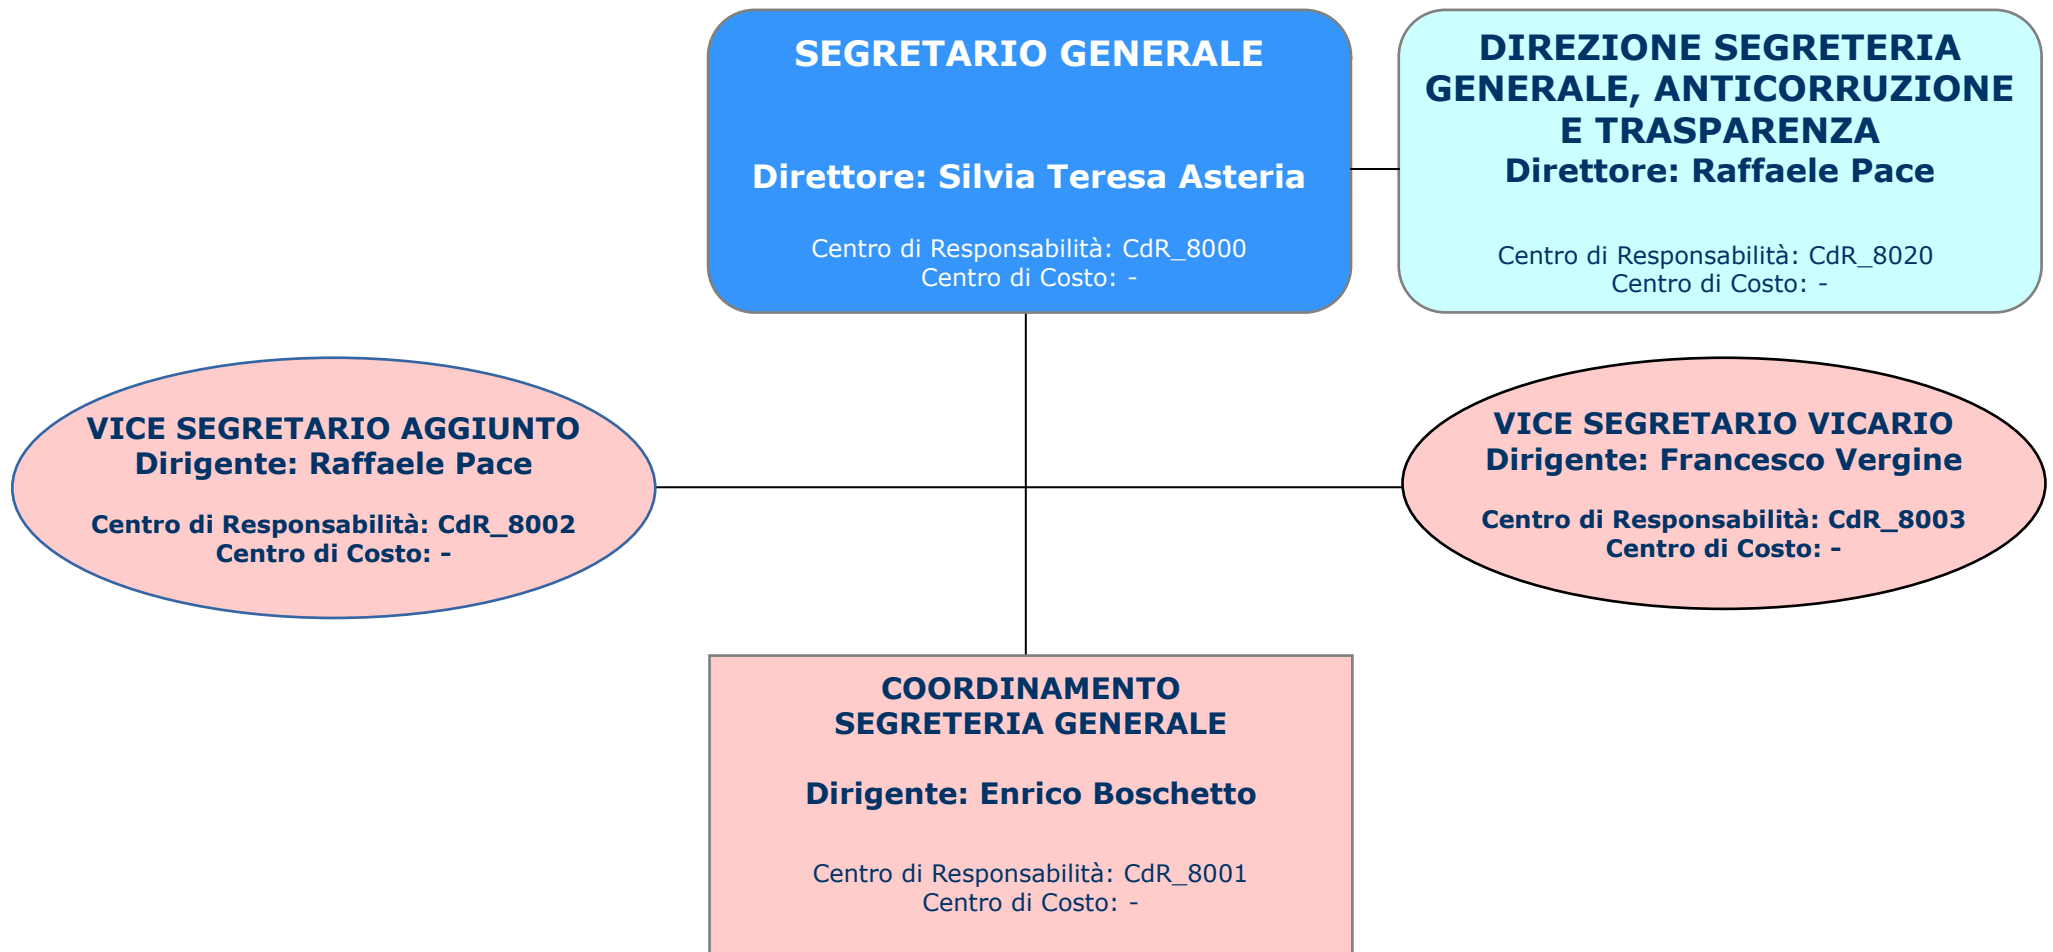 SEGRETARIO GENERALE
Direttore: Silvia Teresa Asteria
Centro di Responsabilità: CdR_8000
Centro di Costo: -
DIREZIONE SEGRETERIA
GENERALE, ANTICORRUZIONE
E TRASPARENZA
Direttore: Raffaele Pace
Centro di Responsabilità: CdR_8020
Centro di Costo: -
VICE SEGRETARIO AGGIUNTO
Dirigente: Raffaele Pace
Centro di Responsabilità: CdR_8002
Centro di Costo: -
VICE SEGRETARIO VICARIO
Dirigente: Francesco Vergine
Centro di Responsabilità: CdR_8003
Centro di Costo: -
COORDINAMENTO
SEGRETERIA GENERALE
Dirigente: Enrico Boschetto
Centro di Responsabilità: CdR_8001
Centro di Costo: -